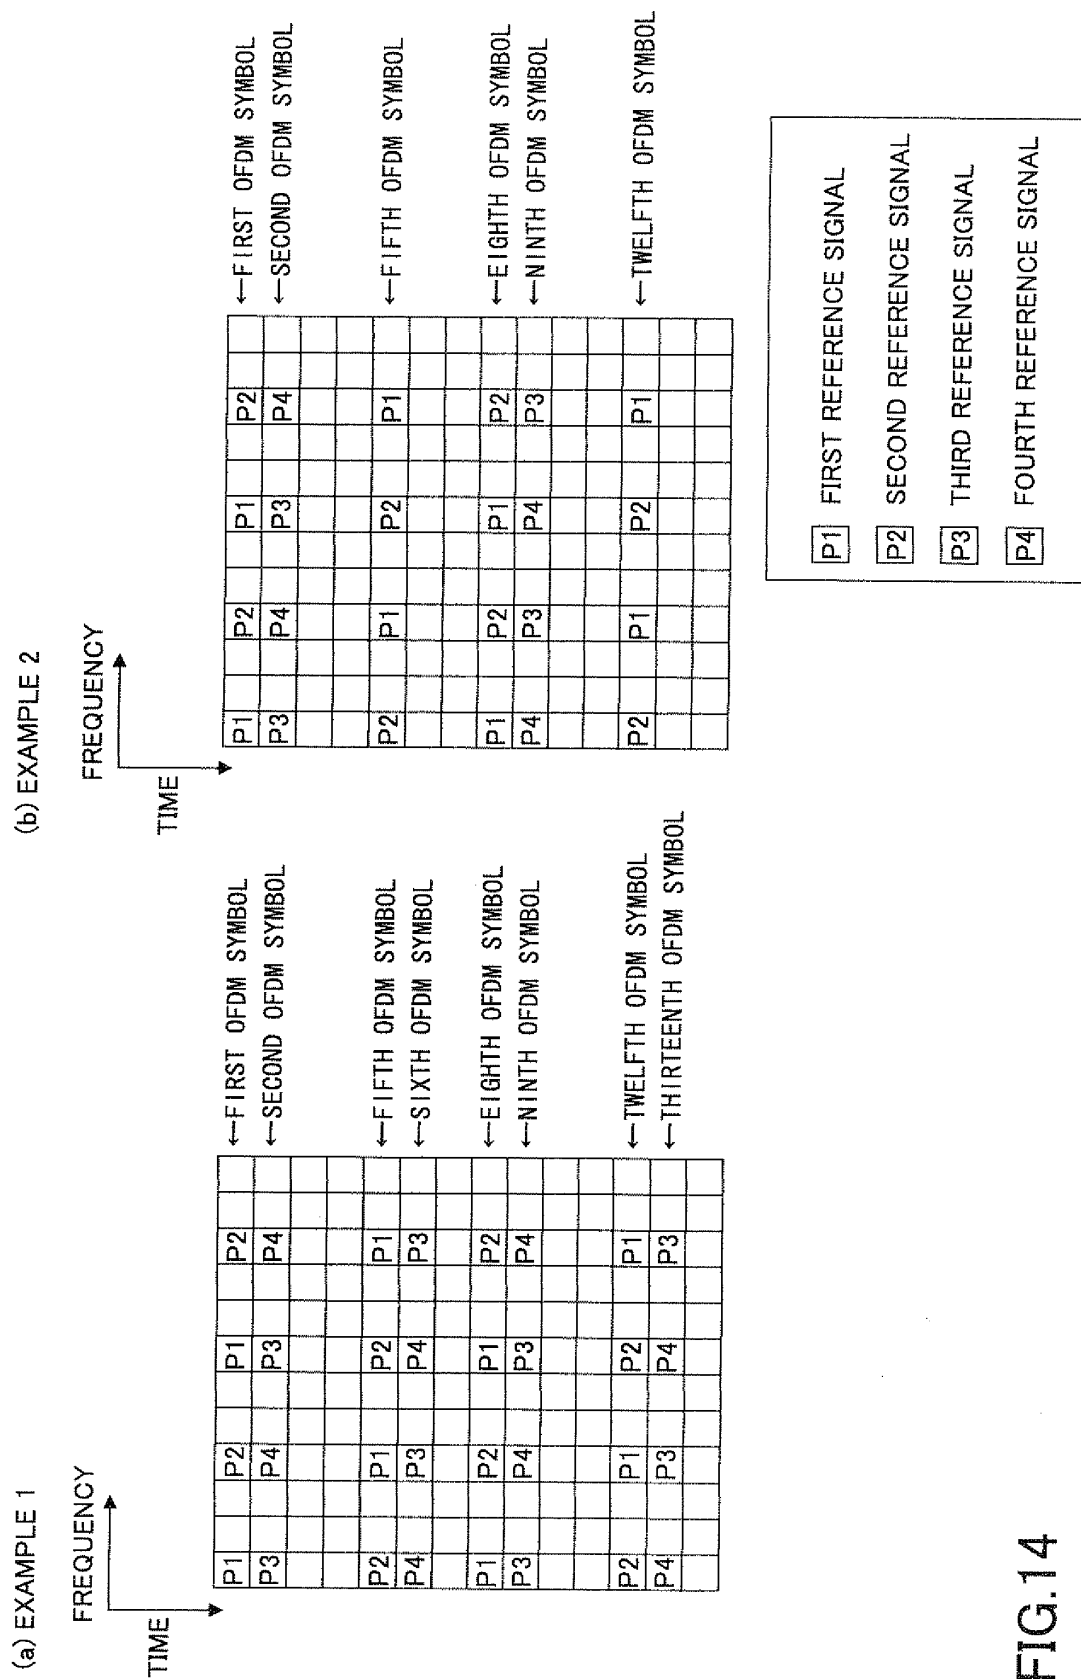 (a) EXAMPLE 1
FREQUENCY
TIME
P1 P2 P1 P2 ←FIRST OFDM SYMBOL
P3 P4 P3 P4 ←SECOND OFDM SYMBOL
P2 P1 P2 P1 ←FIFTH OFDM SYMBOL
P4 P3 P4 P3 ←SIXTH OFDM SYMBOL
P1 P2 P1 P2 ←EIGHTH OFDM SYMBOL
P3 P4 P3 P4 ←NINTH OFDM SYMBOL
P2 P1 P2 P1 ←TWELFTH OFDM SYMBOL
P4 P3 P4 P3 ←THIRTEENTH OFDM SYMBOL
(b) EXAMPLE 2
FREQUENCY
TIME
P1 P2 P1 P2 ←FIRST OFDM SYMBOL
P3 P4 P3 P4 ←SECOND OFDM SYMBOL
P2 P1 P2 P1 ←FIFTH OFDM SYMBOL
P1 P2 P1 P2 ←EIGHTH OFDM SYMBOL
P4 P3 P4 P3 ←NINTH OFDM SYMBOL
P2 P1 P2 P1 ←TWELFTH OFDM SYMBOL
P1 FIRST REFERENCE SIGNAL
P2 SECOND REFERENCE SIGNAL
P3 THIRD REFERENCE SIGNAL
P4 FOURTH REFERENCE SIGNAL
FIG.14